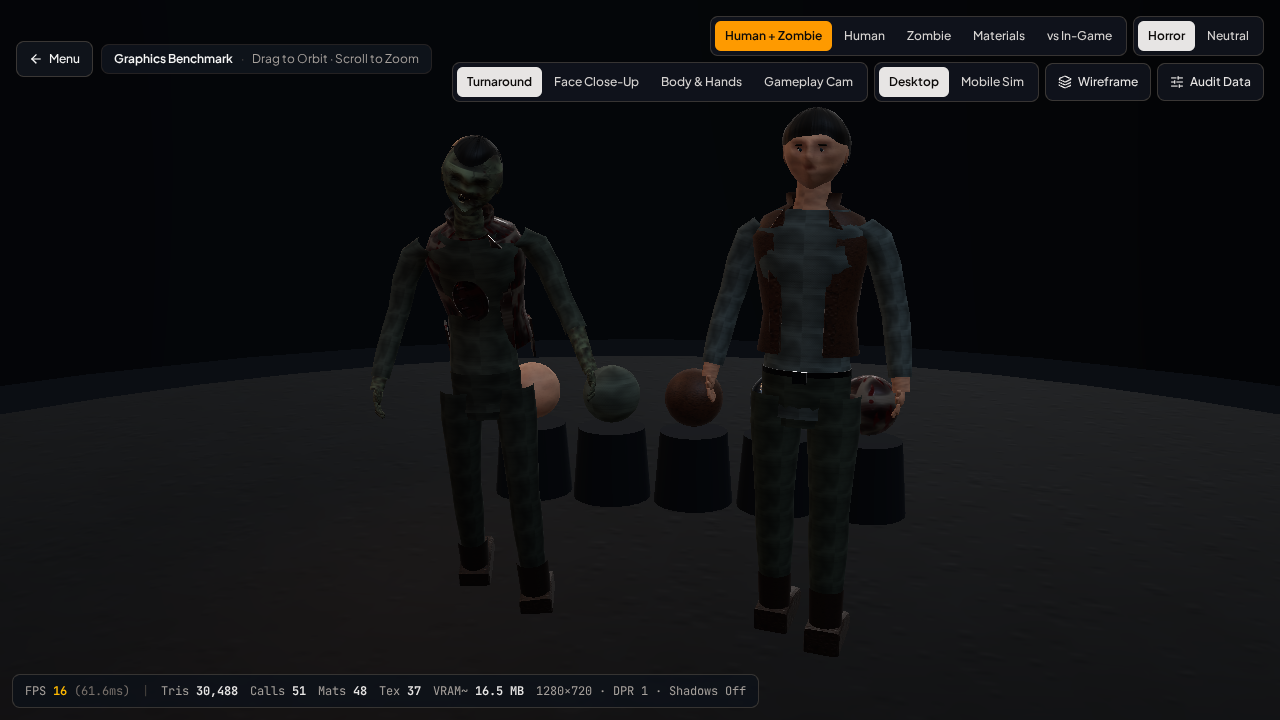 Human + Zombie Human Zombie Materials vs In-Game Horror Neutral
Menu Graphics Benchmark · Drag to Orbit · Scroll to Zoom
Turnaround Face Close-Up Body & Hands Gameplay Cam Desktop Mobile Sim Wireframe Audit Data
FPS 16 (61.6ms) | Tris 30,488 Calls 51 Mats 48 Tex 37 VRAM~ 16.5 MB 1280×720 · DPR 1 · Shadows Off